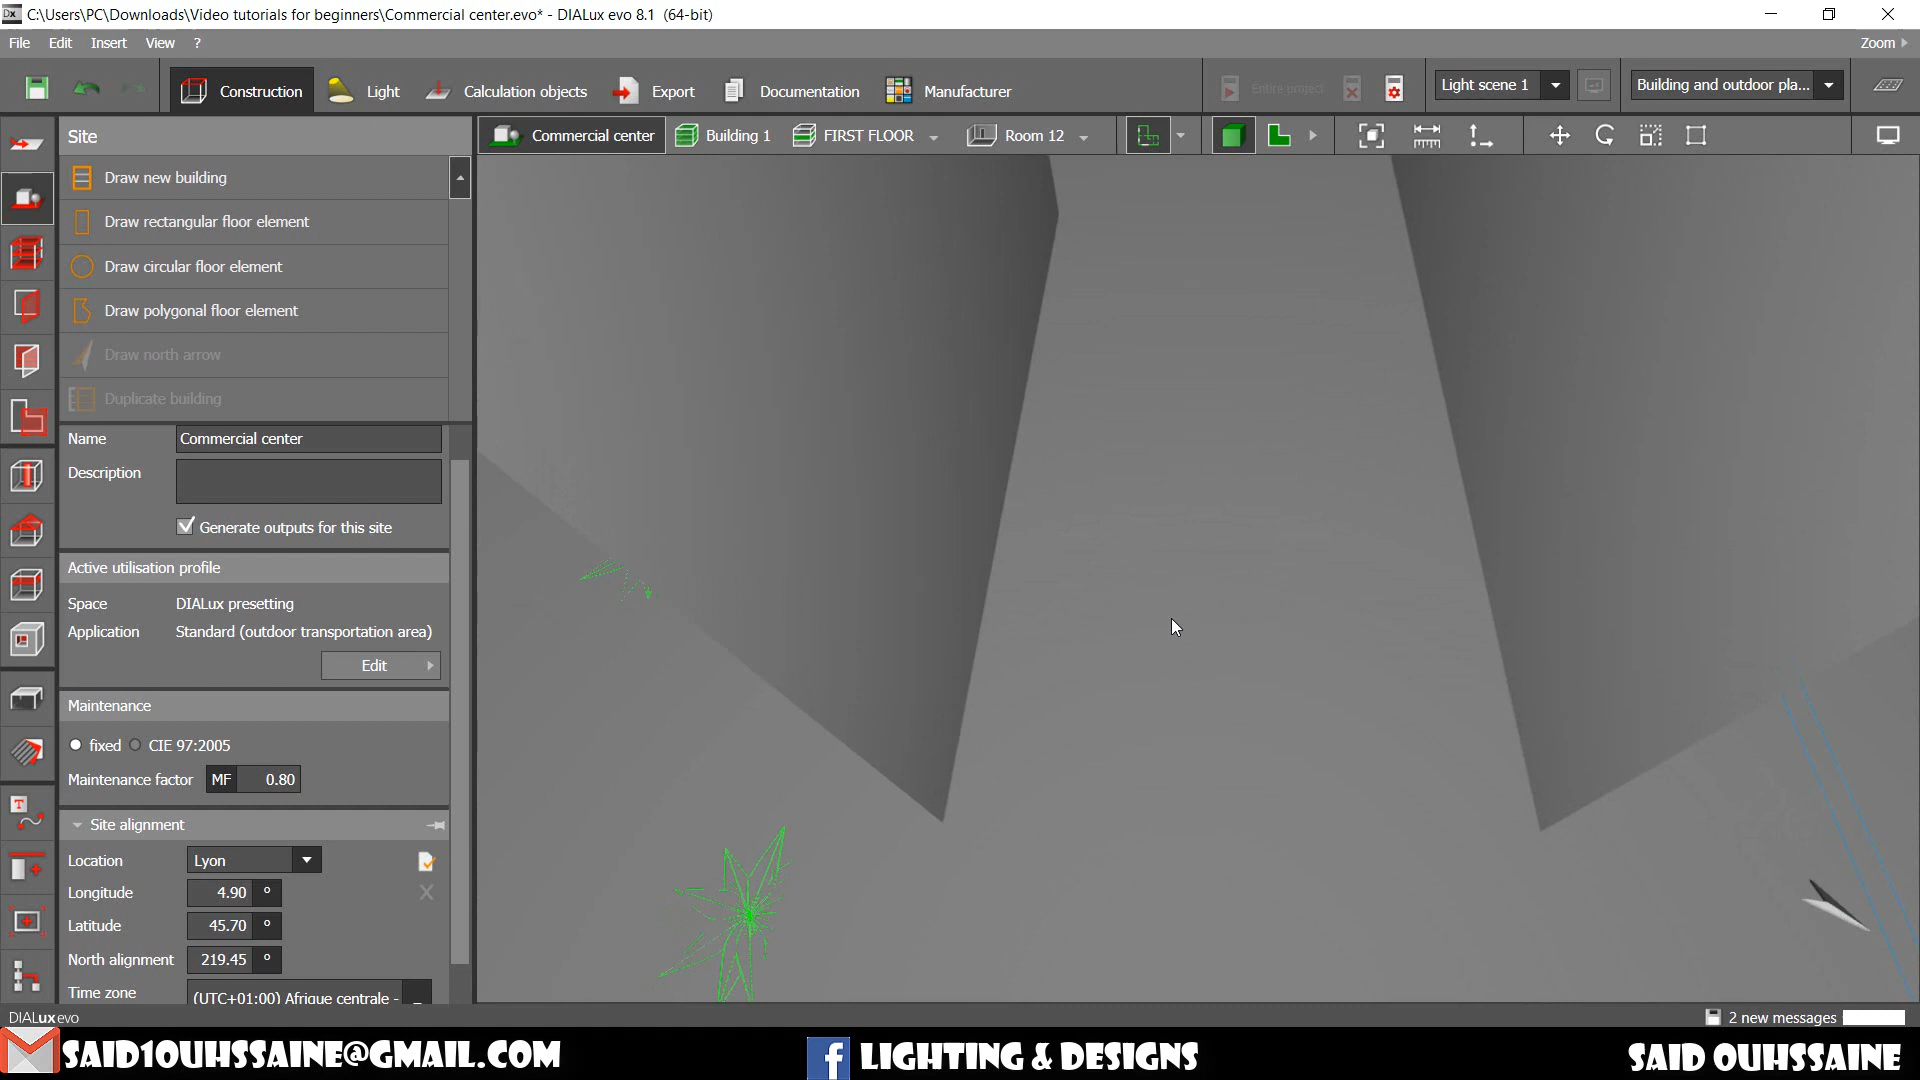 C:\Users\PC\Downloads\Video tutorials for beginners\Commercial center.evo* - DIALux evo 8.1 (64-bit)
File Edit Insert View ? Zoom
Construction Light Calculation objects Export Documentation Manufacturer Entire project Light scene 1 Building and outdoor pla...
Site Commercial center Building 1 FIRST FLOOR Room 12
Draw new building
Draw rectangular floor element
Draw circular floor element
Draw polygonal floor element
Draw north arrow
Duplicate building
Name Commercial center
Description
Generate outputs for this site
Active utilisation profile
Space DIALux presetting
Application Standard (outdoor transportation area)
Edit
Maintenance
fixed CIE 97:2005
Maintenance factor MF 0.80
Site alignment
Location Lyon
Longitude 4.90 °
Latitude 45.70 °
North alignment 219.45 °
Time zone (UTC+01:00) Afrique centrale -
DIALux evo 2 new messages
SAID1OUHSSAINE@GMAIL.COM LIGHTING & DESIGNS SAID OUHSSAINE